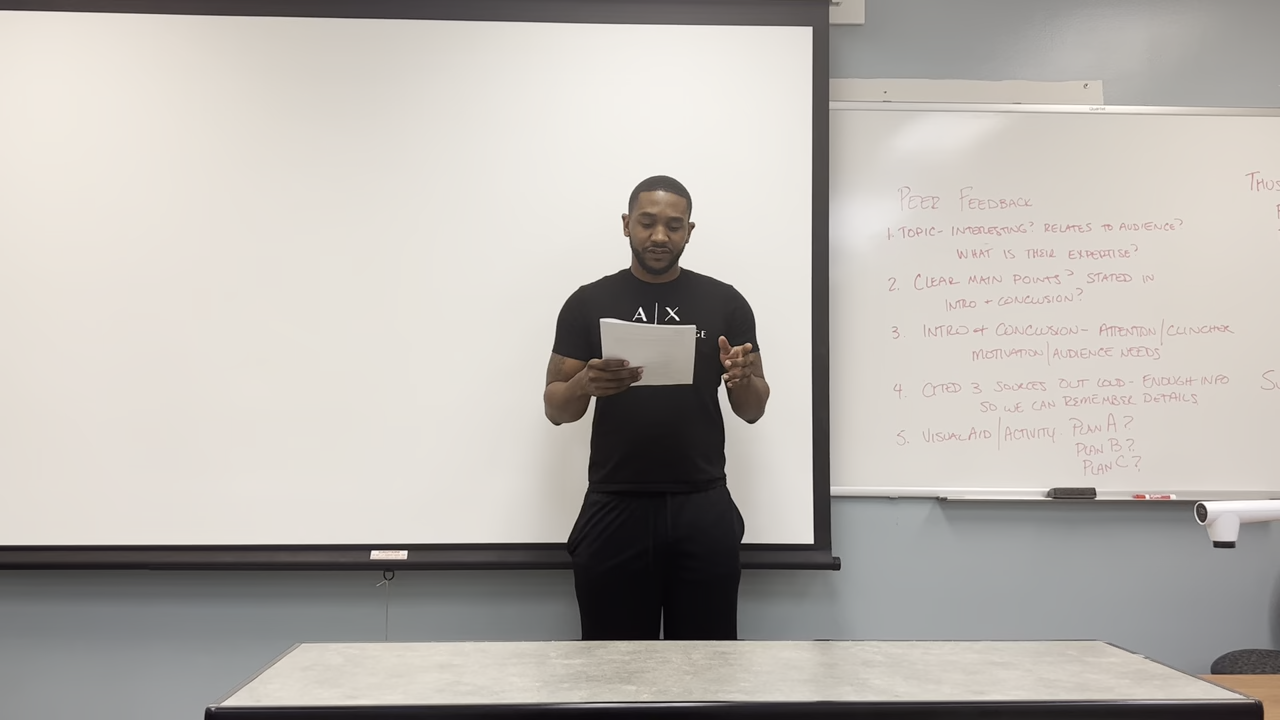 A|X
GE
PEER FEEDBACK
1. TOPIC - INTERESTING? RELATES TO AUDIENCE?
WHAT IS THEIR EXPERTISE?
2. CLEAR MAIN POINTS? STATED IN
INTRO + CONCLUSION?
3. INTRO + CONCLUSION - ATTENTION/CLINCHER
MOTIVATION/AUDIENCE NEEDS
4. CITED 3 SOURCES OUT LOUD - ENOUGH INFO
SO WE CAN REMEMBER DETAILS
5. VISUAL AID/ACTIVITY. PLAN A?
PLAN B?
PLAN C?
THUS